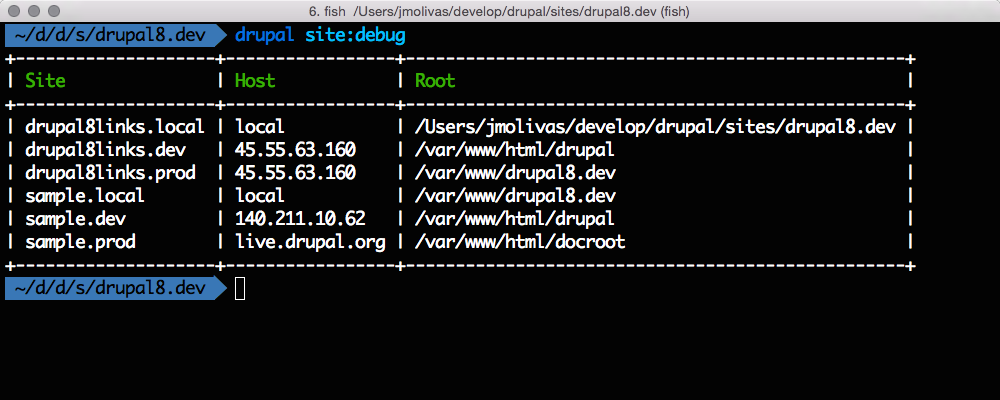 6. fish  /Users/jmolivas/develop/drupal/sites/drupal8.dev (fish)
~/d/d/s/drupal8.dev drupal site:debug
+--------------------+-----------------+--------------------------------------------------+
| Site               | Host            | Root                                             |
+--------------------+-----------------+--------------------------------------------------+
| drupal8links.local | local           | /Users/jmolivas/develop/drupal/sites/drupal8.dev |
| drupal8links.dev   | 45.55.63.160    | /var/www/html/drupal                             |
| drupal8links.prod  | 45.55.63.160    | /var/www/drupal8.dev                             |
| sample.local       | local           | /var/www/drupal8.dev                             |
| sample.dev         | 140.211.10.62   | /var/www/html/drupal                             |
| sample.prod        | live.drupal.org | /var/www/html/docroot                            |
+--------------------+-----------------+--------------------------------------------------+
~/d/d/s/drupal8.dev